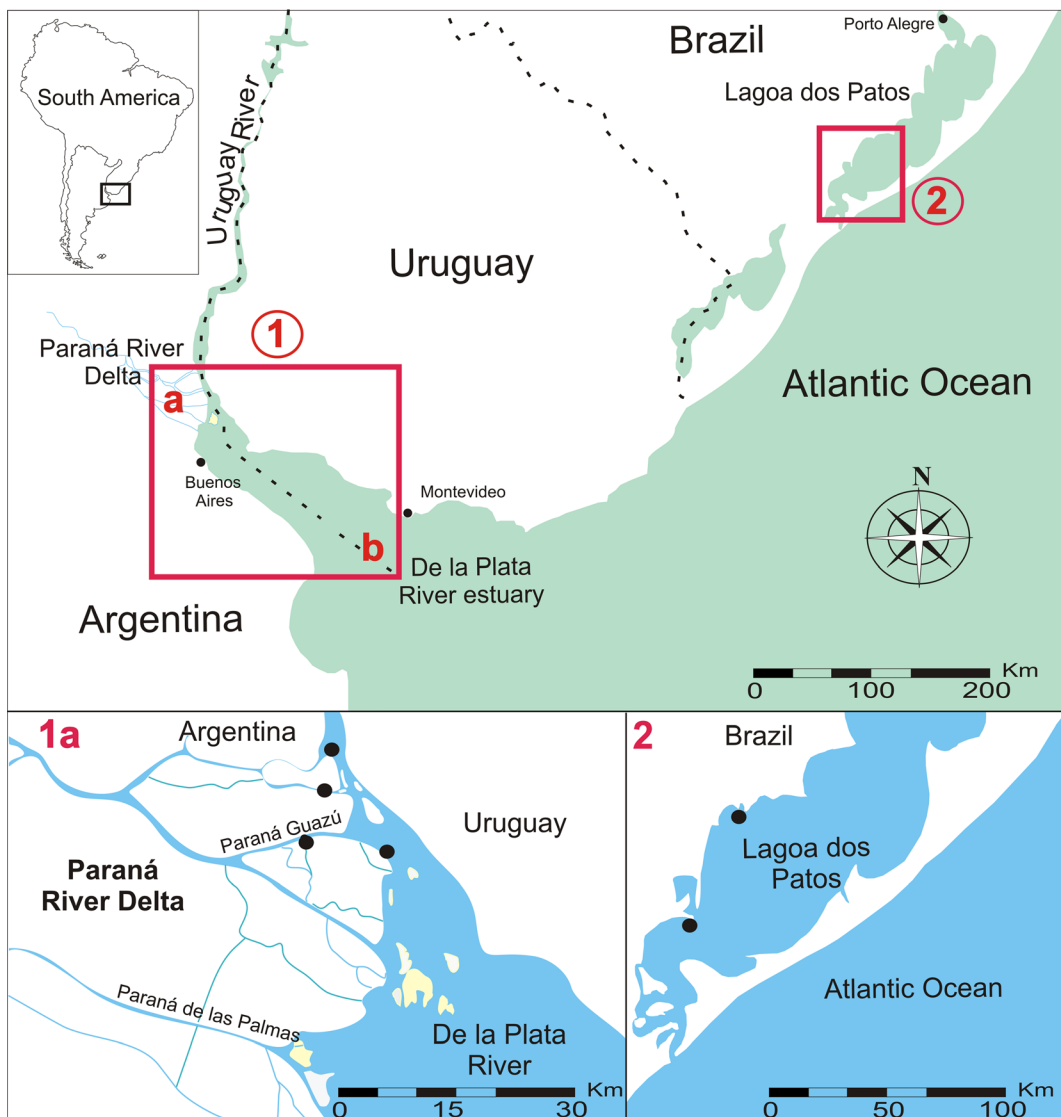 South America
Brazil
Porto Alegre
Lagoa dos Patos
2
Uruguay River
Uruguay
1
Paraná River
Delta
a
Atlantic Ocean
Buenos
Aires
Montevideo
N
b
De la Plata
River estuary
Argentina
Km
0 100 200
1a
Argentina
Paraná Guazú
Uruguay
Paraná
River Delta
Paraná de las Palmas
De la Plata
River
Km
0 15 30
2
Brazil
Lagoa dos
Patos
Atlantic Ocean
Km
0 50 100